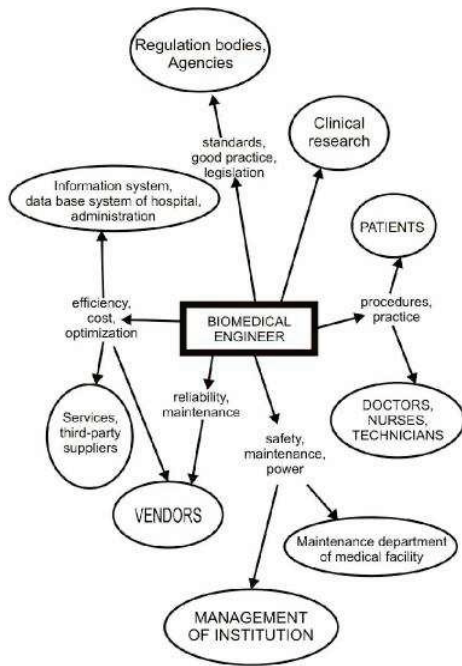 Regulation bodies,
Agencies
standards,
good practice,
legislation
Clinical
research
Information system,
data base system of hospital,
administration
PATIENTS
efficiency,
cost,
optimization
BIOMEDICAL
ENGINEER
procedures,
practice
reliability,
maintenance
DOCTORS,
NURSES,
TECHNICIANS
Services,
third-party
suppliers
safety,
maintenance,
power
VENDORS
Maintenance department
of medical facility
MANAGEMENT
OF INSTITUTION